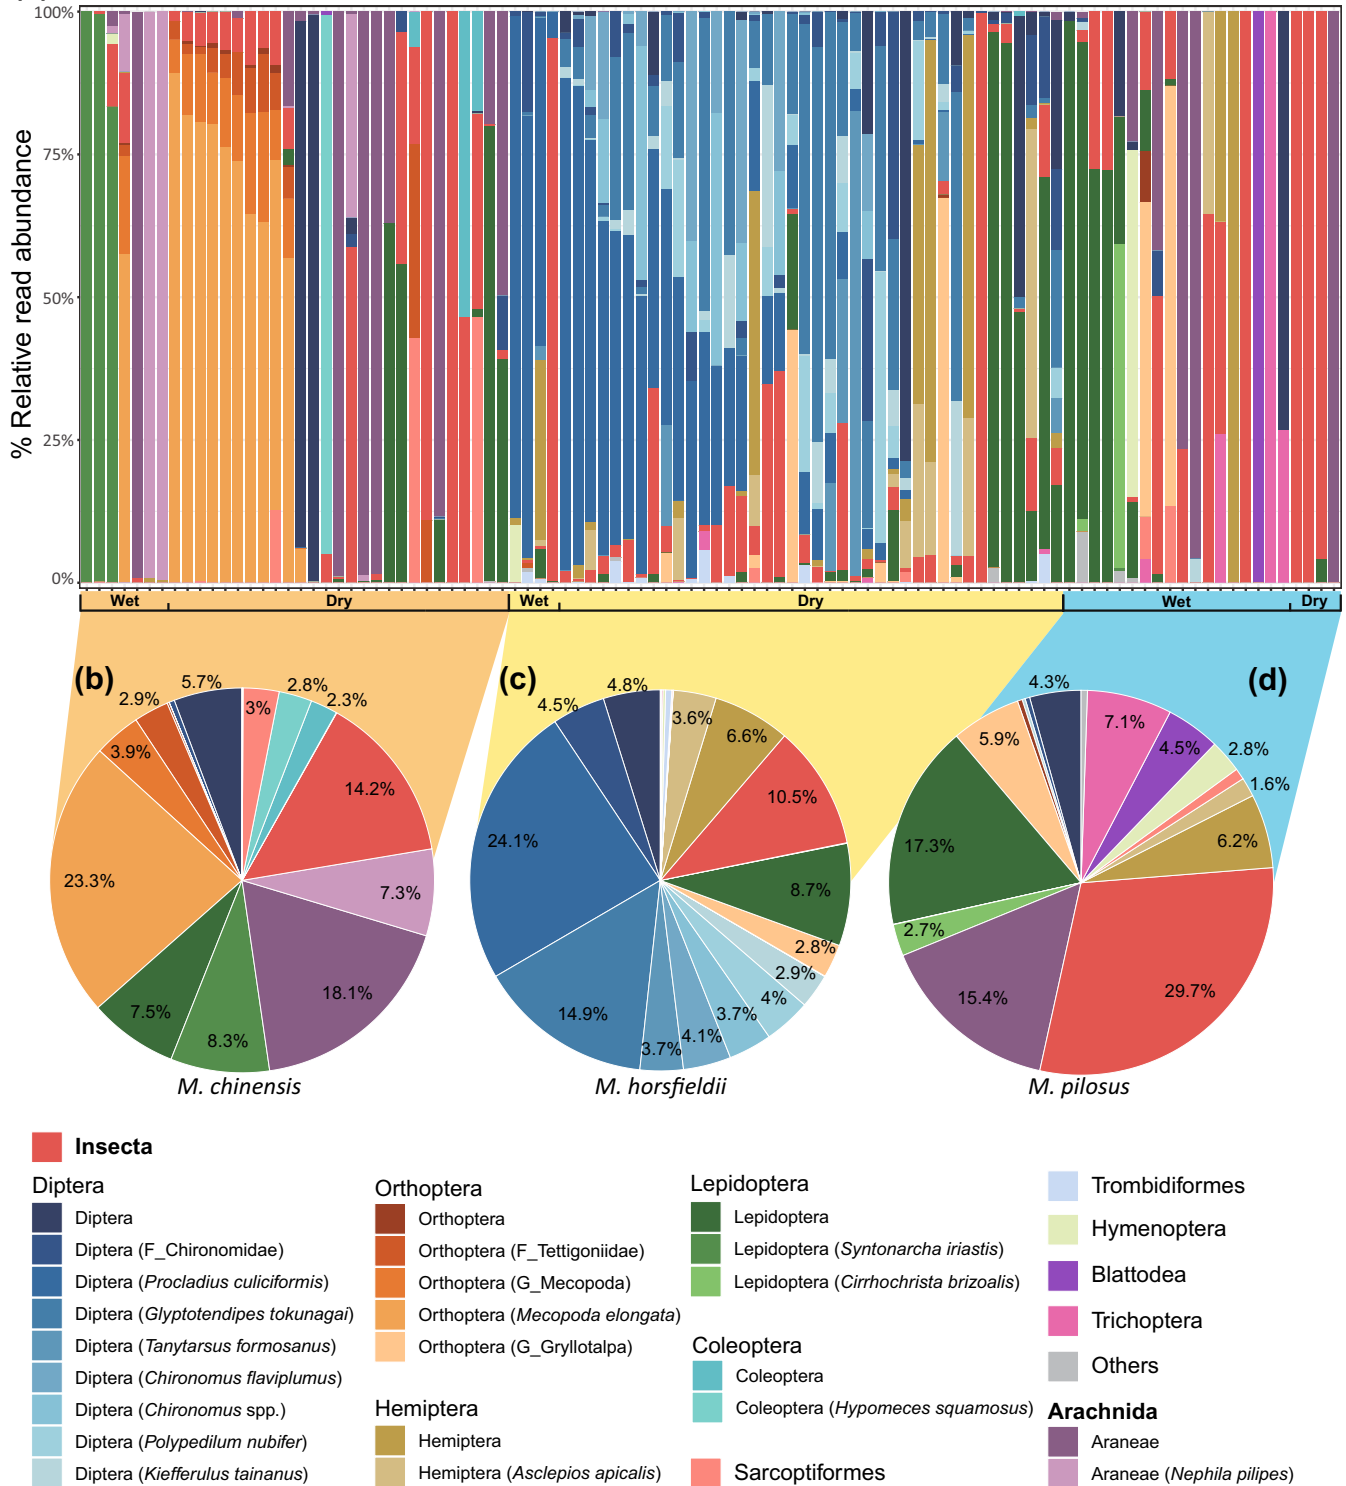 100%
75%
50%
25%
0%
% Relative read abundance
Wet
Dry
Wet
Dry
Wet
Dry
(b)
2.9%
5.7%
2.8%
2.3%
3%
3.9%
14.2%
23.3%
7.3%
18.1%
7.5%
8.3%
M. chinensis
(c)
4.5%
4.8%
3.6%
6.6%
10.5%
24.1%
8.7%
2.8%
2.9%
4%
3.7%
4.1%
3.7%
14.9%
M. horsfieldii
(d)
4.3%
7.1%
4.5%
2.8%
1.6%
5.9%
6.2%
17.3%
2.7%
15.4%
29.7%
M. pilosus
Insecta
Diptera
Diptera
Diptera (F_Chironomidae)
Diptera (Procladius culiciformis)
Diptera (Glyptotendipes tokunagai)
Diptera (Tanytarsus formosanus)
Diptera (Chironomus flaviplumus)
Diptera (Chironomus spp.)
Diptera (Polypedilum nubifer)
Diptera (Kiefferulus tainanus)
Orthoptera
Orthoptera
Orthoptera (F_Tettigoniidae)
Orthoptera (G_Mecopoda)
Orthoptera (Mecopoda elongata)
Orthoptera (G_Gryllotalpa)
Hemiptera
Hemiptera
Hemiptera (Asclepios apicalis)
Lepidoptera
Lepidoptera
Lepidoptera (Syntonarcha iriastis)
Lepidoptera (Cirrhochrista brizoalis)
Coleoptera
Coleoptera
Coleoptera (Hypomeces squamosus)
Sarcoptiformes
Trombidiformes
Hymenoptera
Blattodea
Trichoptera
Others
Arachnida
Araneae
Araneae (Nephila pilipes)